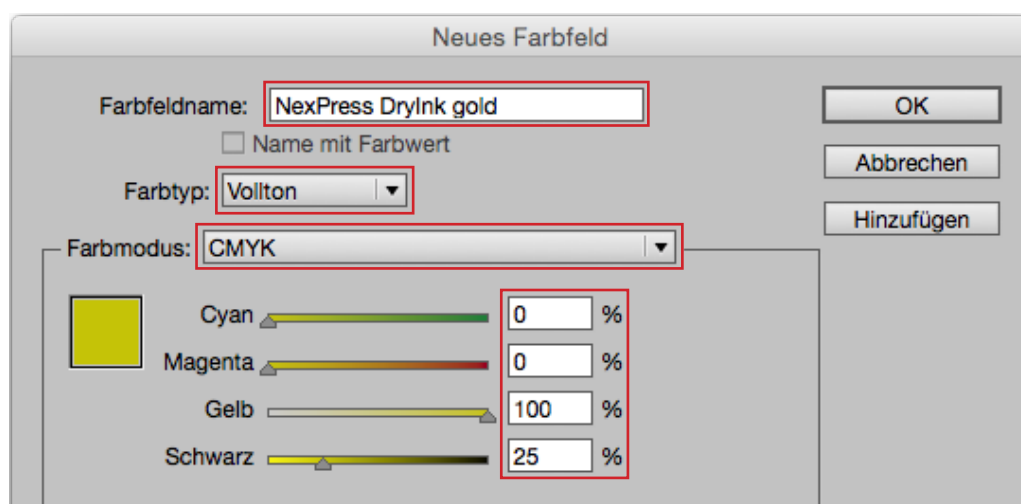 Neues Farbfeld
Farbfeldname: NexPress DryInk gold
OK
Name mit Farbwert
Abbrechen
Farbtyp: Vollton
Hinzufügen
Farbmodus: CMYK
Cyan 0 %
Magenta 0 %
Gelb 100 %
Schwarz 25 %